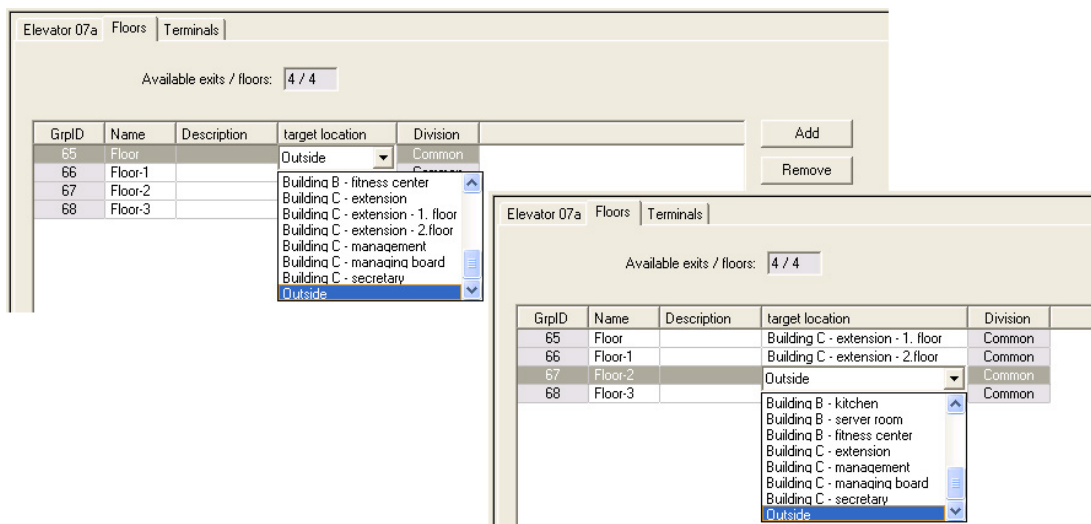 Elevator 07a Floors Terminals
Available exits / floors: 4 / 4
GrpID Name Description target location Division
65 Floor Outside Common
66 Floor-1 Common
67 Floor-2
68 Floor-3
Building B - fitness center
Building C - extension
Building C - extension - 1. floor
Building C - extension - 2.floor
Building C - management
Building C - managing board
Building C - secretary
Outside
Add
Remove
Elevator 07a Floors Terminals
Available exits / floors: 4 / 4
GrpID Name Description target location Division
65 Floor Building C - extension - 1. floor Common
66 Floor-1 Building C - extension - 2.floor Common
67 Floor-2 Outside Common
68 Floor-3 Common
Building B - kitchen
Building B - server room
Building B - fitness center
Building C - extension
Building C - management
Building C - managing board
Building C - secretary
Outside